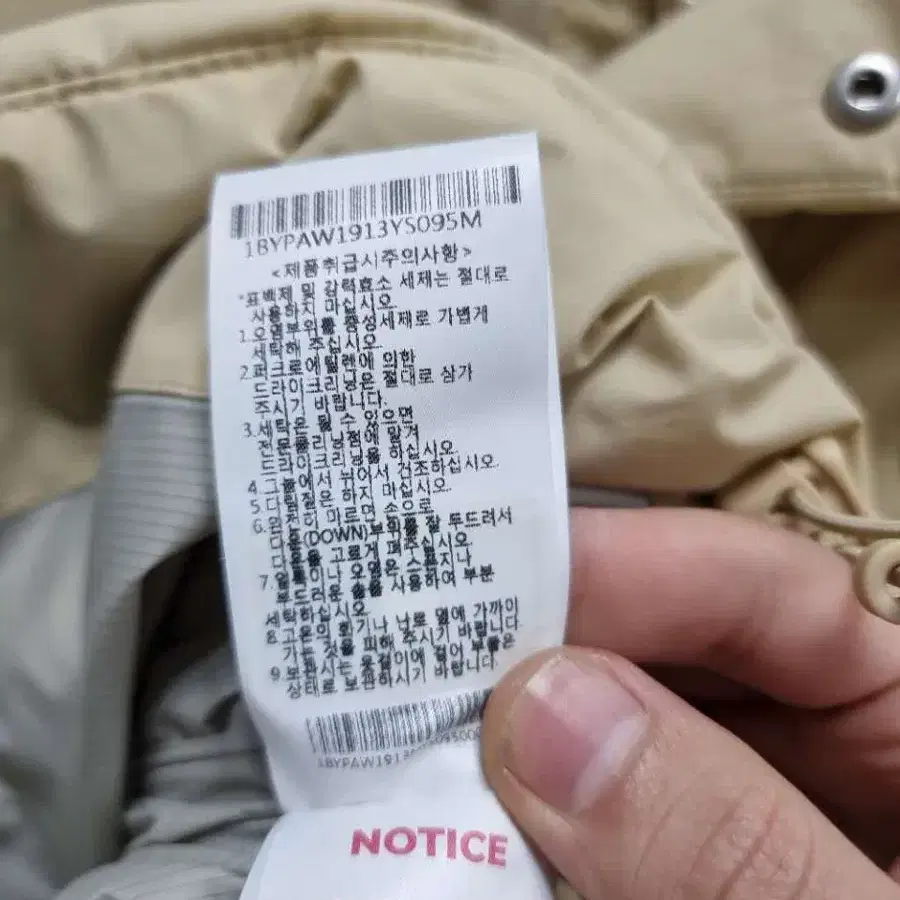 1BYPAW1913YS095M
<제품취급시주의사항>
*표백제 및 강력효소 세제는 절대로
사용하지 마십시오.
1.오염부위를 중성세제로 가볍게
세탁해 주십시오.
2.퍼크로에틸렌에 의한
드라이크리닝은 절대로 삼가
주시기 바랍니다.
3.세탁은 될 수 있으면
전문크리닝점에 맡겨
드라이크리닝을 하십시오.
4.그늘에서 뉘어서 건조하십시오.
5.다림질은 하지 마십시오.
6.원단이 마르면 손으로
다운(DOWN)부위를 잘 두드려서
다운을 고르게 펴주십시오.
7.얼룩이나 오염은 스폰지나
부드러운 솔을 사용하여 부분
세탁하십시오.
8.고온의 화기나 난로 옆에 가까이
가는 것을 피해 주시기 바랍니다.
9.보관시는 옷걸이에 걸어 부풀은
상태로 보관하시기 바랍니다.
1BYPAW191
NOTICE